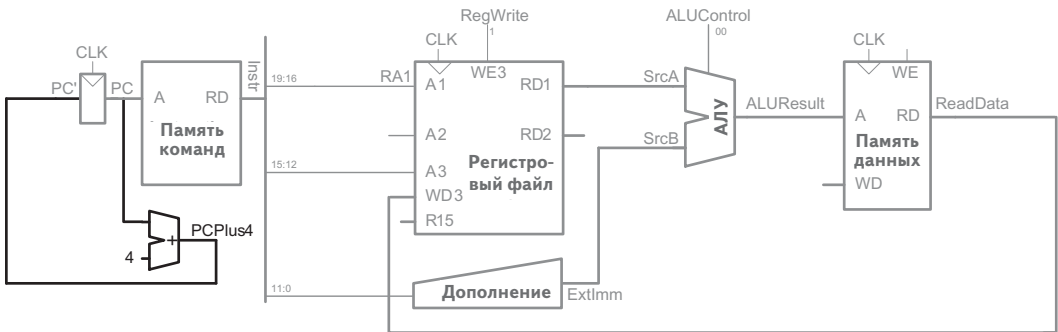 RegWrite
1
ALUControl
00
CLK
CLK
CLK
PC'
PC
Instr
19:16
RA1
A1
WE3
RD1
SrcA
WE
A
RD
Память
команд
A2
RD2
SrcB
АЛУ
ALUResult
A
RD
ReadData
Память
данных
15:12
A3
Регистро-
вый файл
WD3
WD
R15
PCPlus4
+
4
11:0
Дополнение
ExtImm